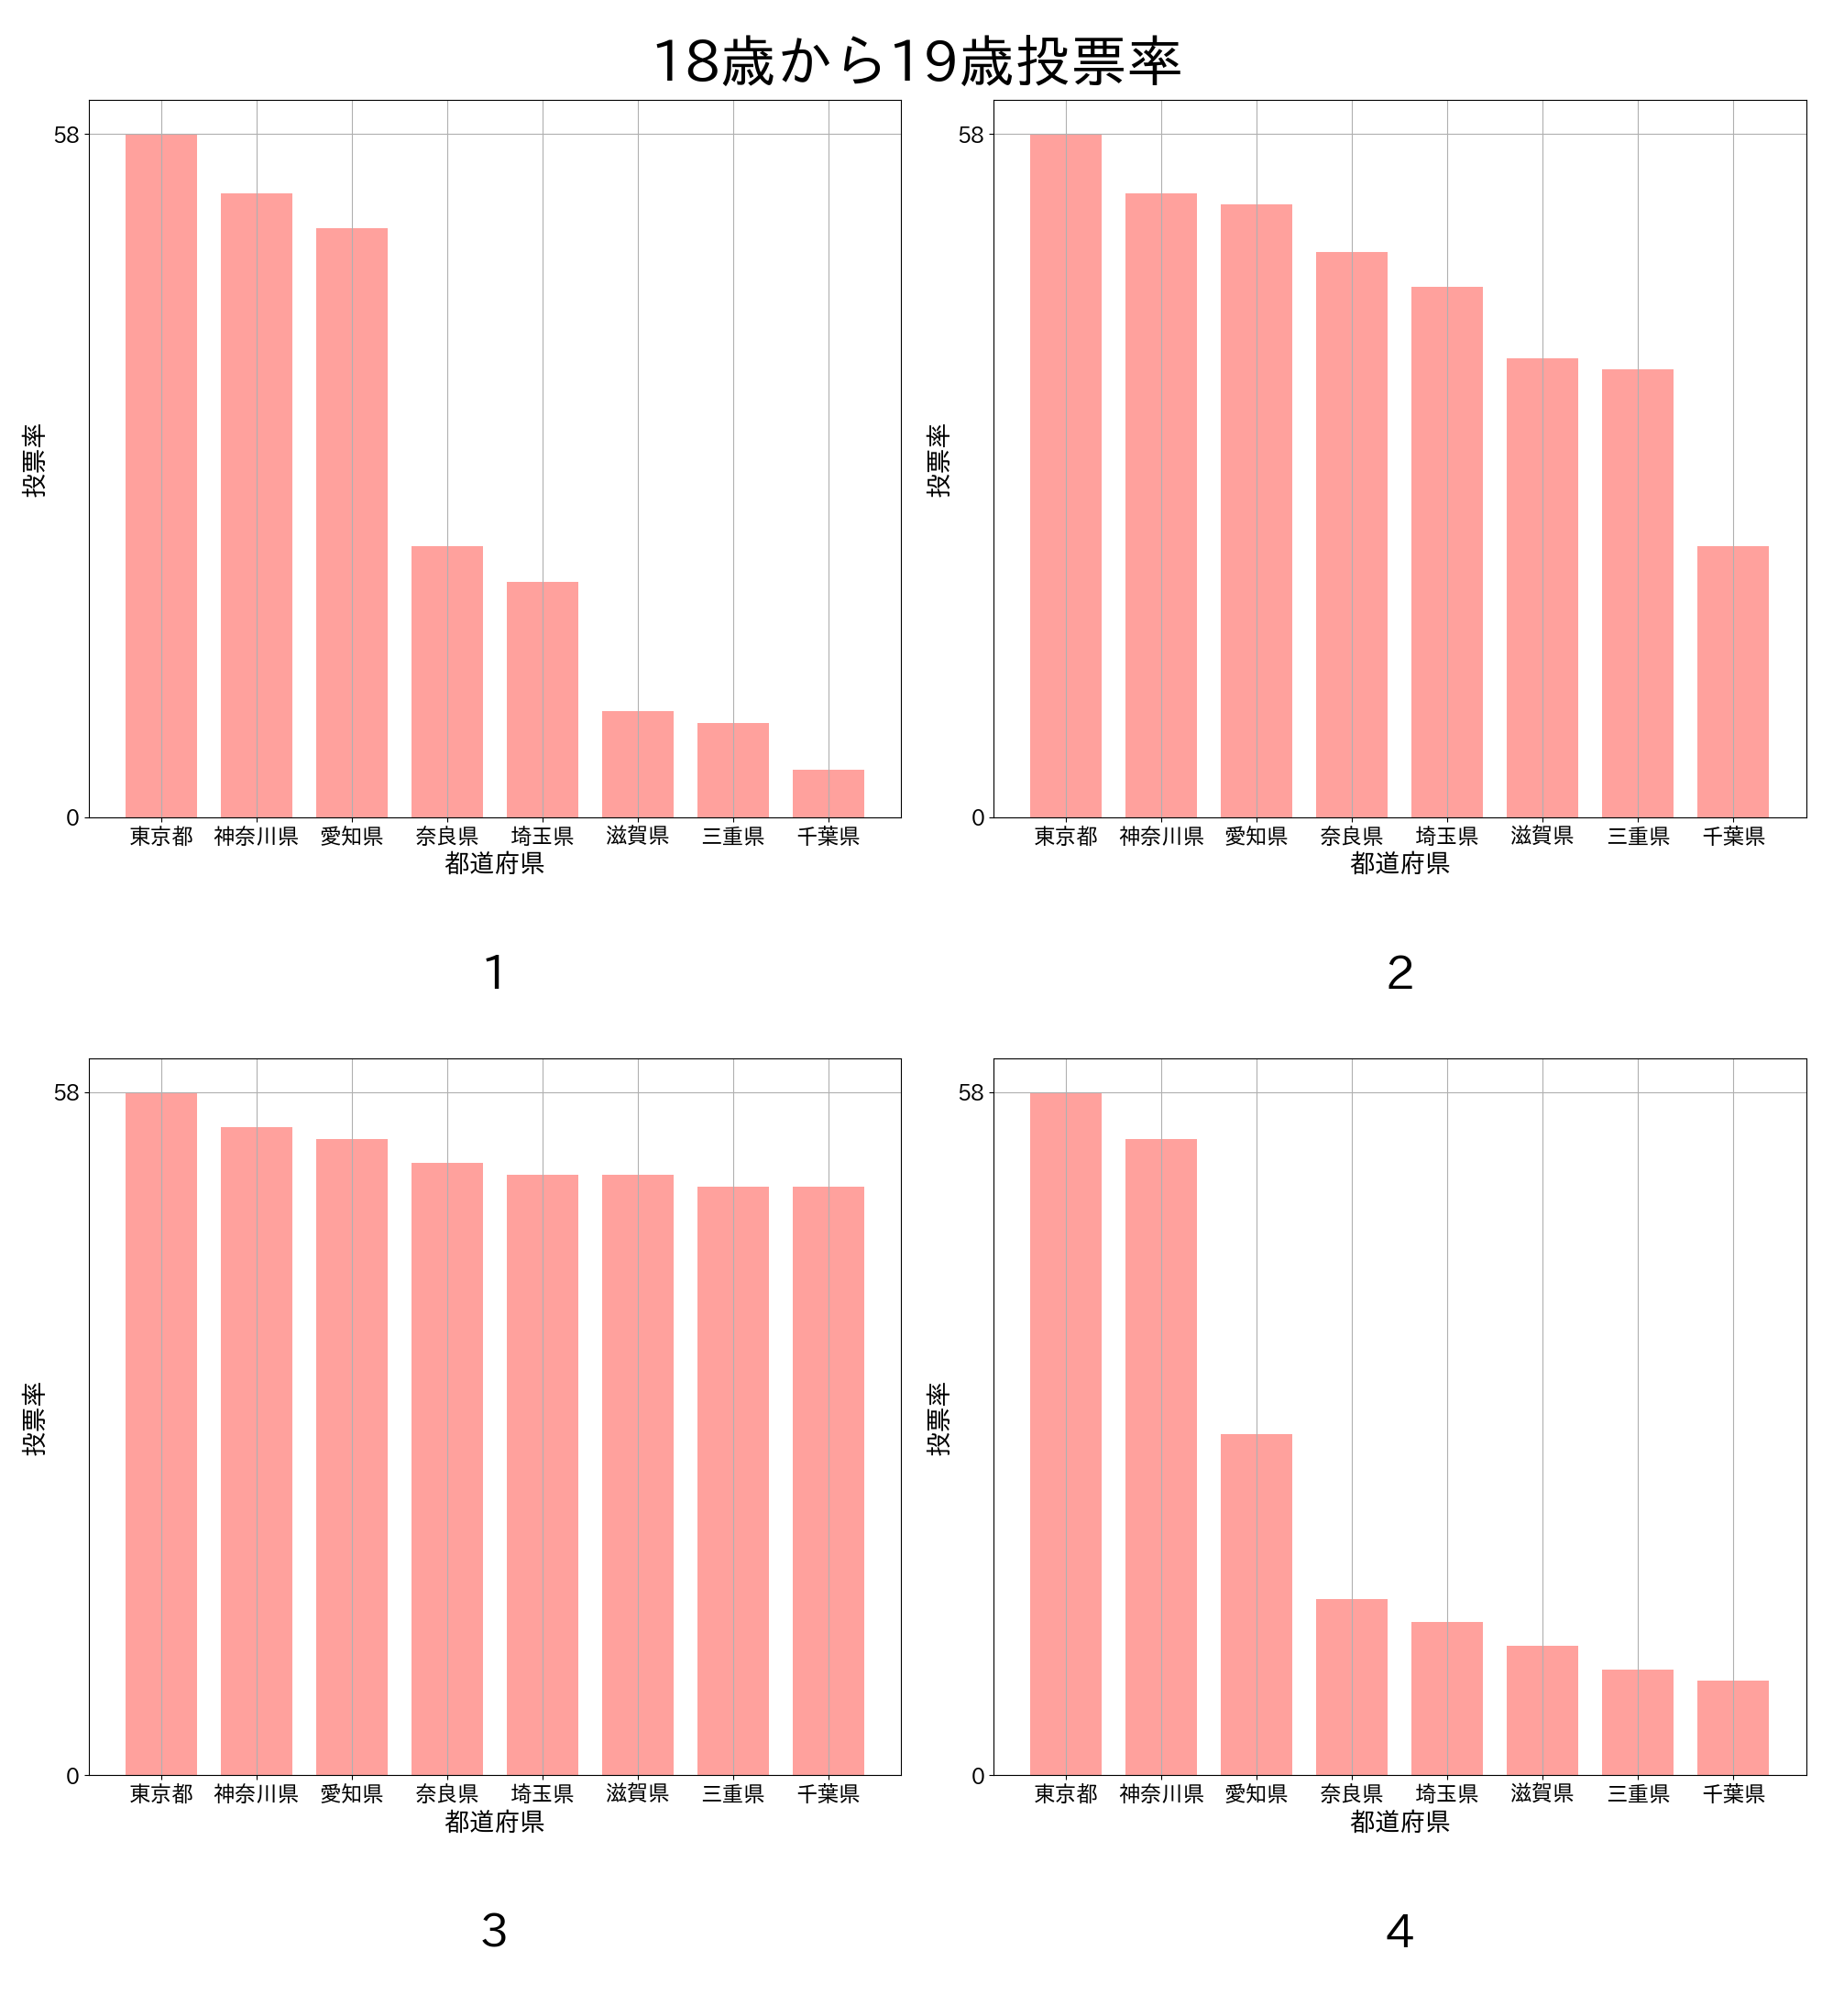 18歳から19歳投票率
58
0
投票率
東京都 神奈川県 愛知県 奈良県 埼玉県 滋賀県 三重県 千葉県
都道府県
1
58
0
投票率
東京都 神奈川県 愛知県 奈良県 埼玉県 滋賀県 三重県 千葉県
都道府県
2
58
0
投票率
東京都 神奈川県 愛知県 奈良県 埼玉県 滋賀県 三重県 千葉県
都道府県
3
58
0
投票率
東京都 神奈川県 愛知県 奈良県 埼玉県 滋賀県 三重県 千葉県
都道府県
4